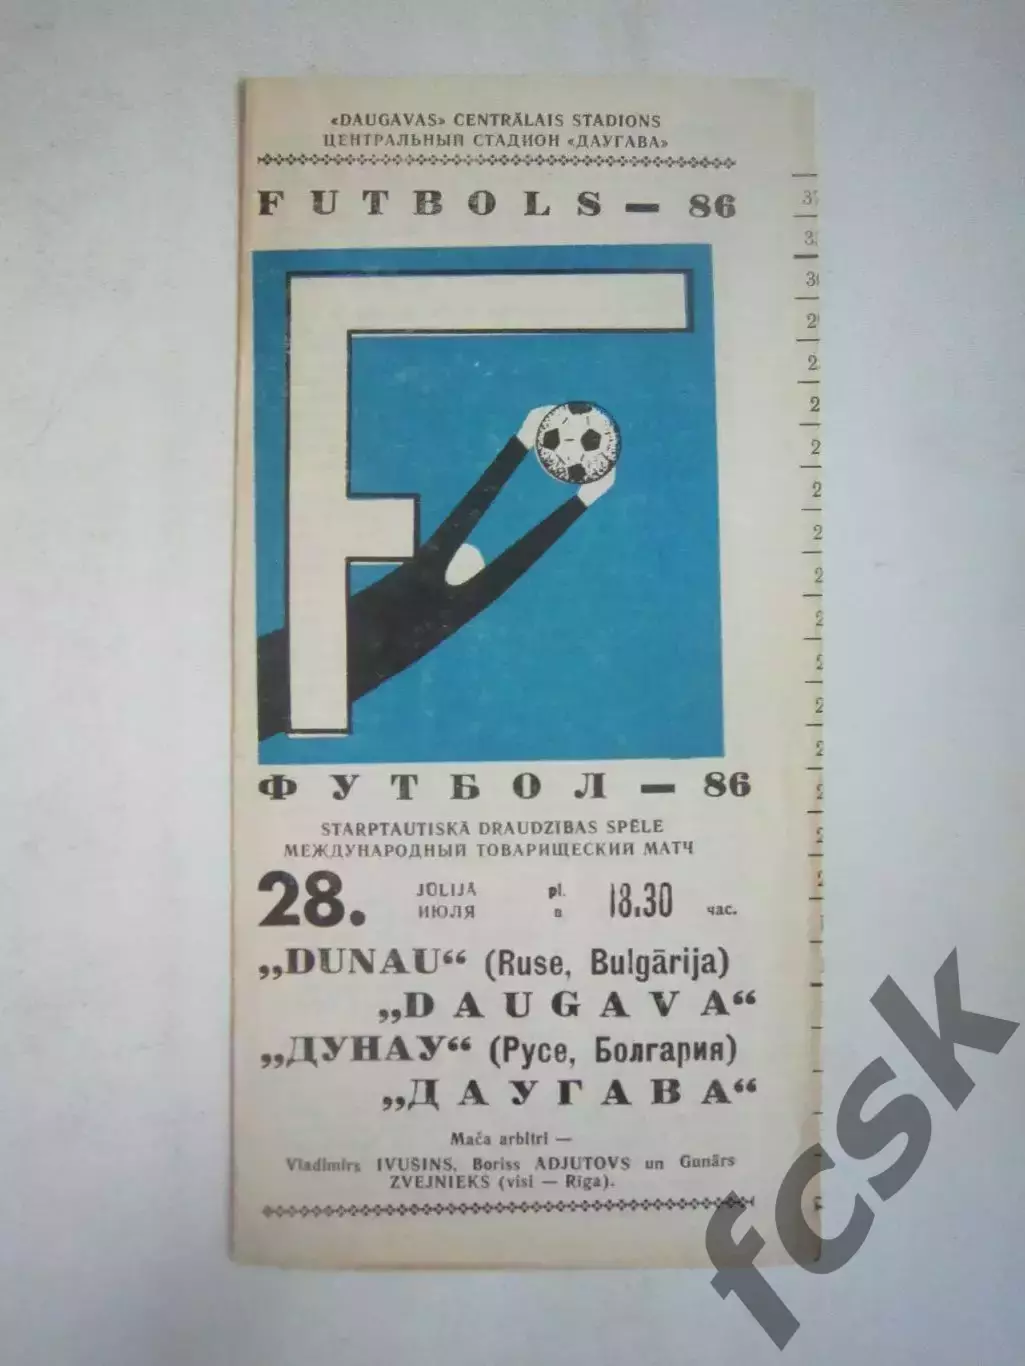 «DAUGAVAS» CENTRĀLAIS STADIONS
ЦЕНТРАЛЬНЫЙ СТАДИОН «ДАУГАВА»
FUTBOLS — 86
F
ФУТБОЛ — 86
STARPTAUTISKĀ DRAUDZĪBAS SPĒLE
МЕЖДУНАРОДНЫЙ ТОВАРИЩЕСКИЙ МАТЧ
28. JŪLIJĀ pl. 18.30
ИЮЛЯ в час.
„DUNAU“ (Ruse, Bulgārija)
„DAUGAVA“
„ДУНАУ“ (Русе, Болгария)
„ДАУГАВА“
Mača arbitri —
Vladimirs IVUŠINS, Boriss ADJUTOVS un Gunārs
ZVEJNIEKS (visi — Rīga).
fcsk